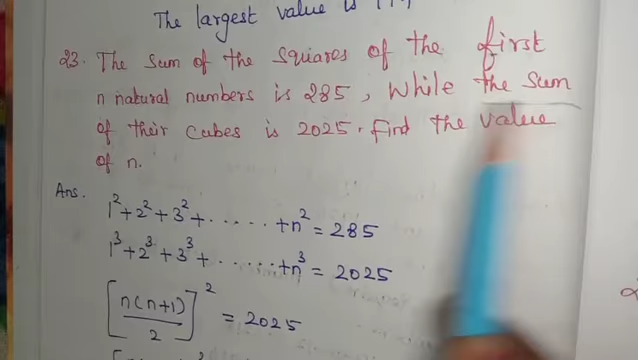 The largest value is
23. The sum of the squares of the first
n natural numbers is 285, while the sum
of their cubes is 2025. find the value
of n.
Ans.
1² + 2² + 3² + ...... + n² = 285
1³ + 2³ + 3³ + ...... + n³ = 2025
[n(n+1)/2]² = 2025